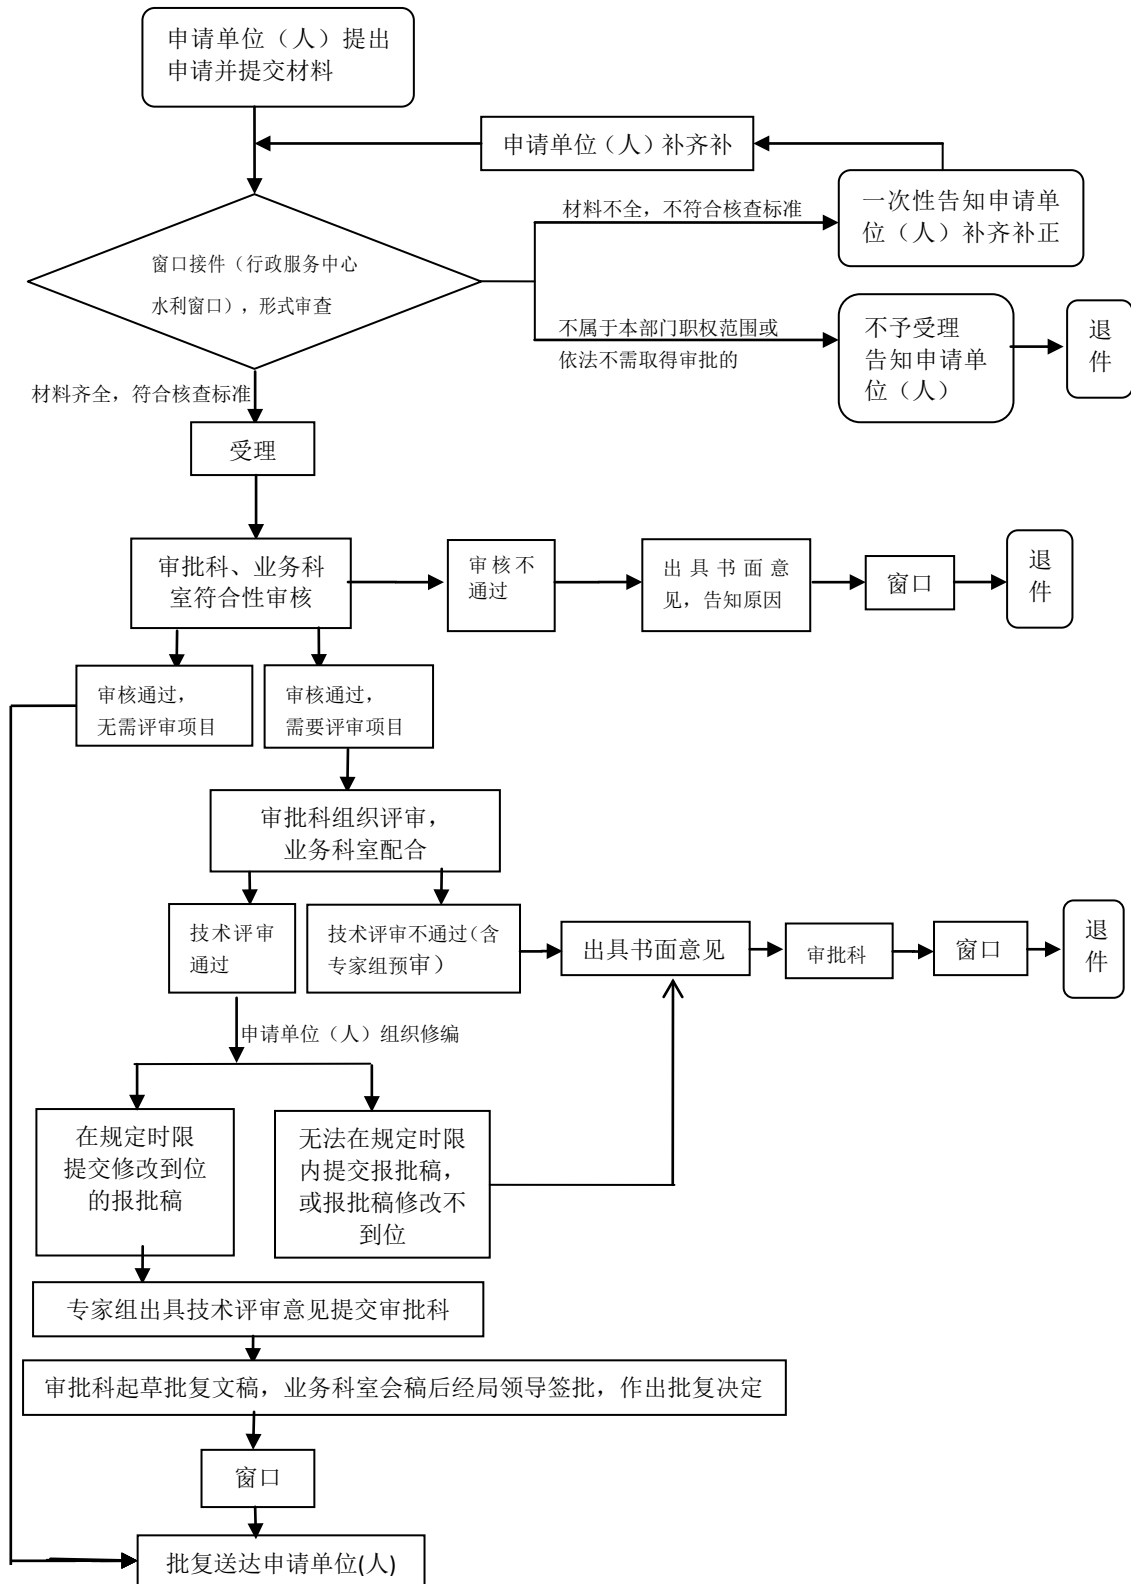 申请单位（人）提出
申请并提交材料
申请单位（人）补齐补
材料不全，不符合核查标准
一次性告知申请单
位（人）补齐补正
窗口接件（行政服务中心
水利窗口），形式审查
不属于本部门职权范围或
依法不需取得审批的
不予受理
告知申请单
位（人）
退
件
材料齐全，符合核查标准
受理
审批科、业务科
室符合性审核
审核不
通过
出具书面意
见，告知原因
窗口
退
件
审核通过，
无需评审项目
审核通过，
需要评审项目
审批科组织评审，
业务科室配合
技术评审
通过
技术评审不通过（含
专家组预审）
出具书面意见
审批科
窗口
退
件
申请单位（人）组织修编
在规定时限
提交修改到位
的报批稿
无法在规定时限
内提交报批稿，
或报批稿修改不
到位
专家组出具技术评审意见提交审批科
审批科起草批复文稿，业务科室会稿后经局领导签批，作出批复决定
窗口
批复送达申请单位(人)